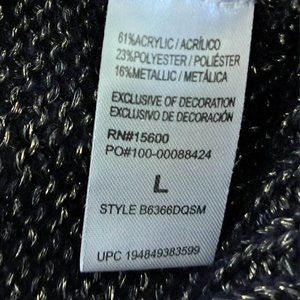 61%ACRYLIC / ACRÍLICO
23%POLYESTER / POLIÉSTER
16%METALLIC / METÁLICA
EXCLUSIVE OF DECORATION
EXCLUSIVO DE DECORACIÓN
RN#15600
PO#100-00088424
L
STYLE B6366DQSM
UPC 194849383599